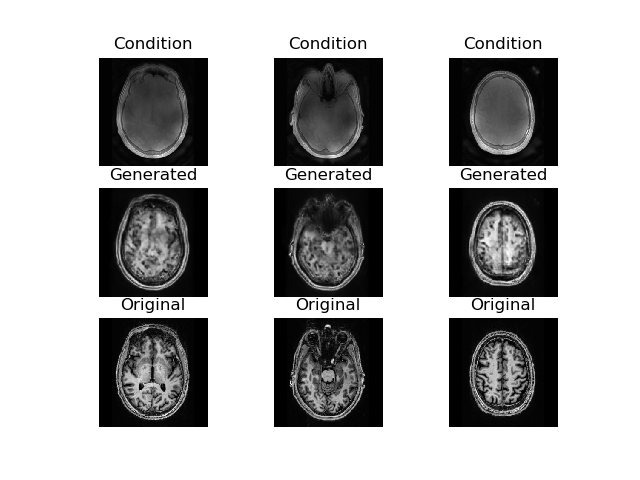 Condition Condition Condition
Generated Generated Generated
Original Original Original